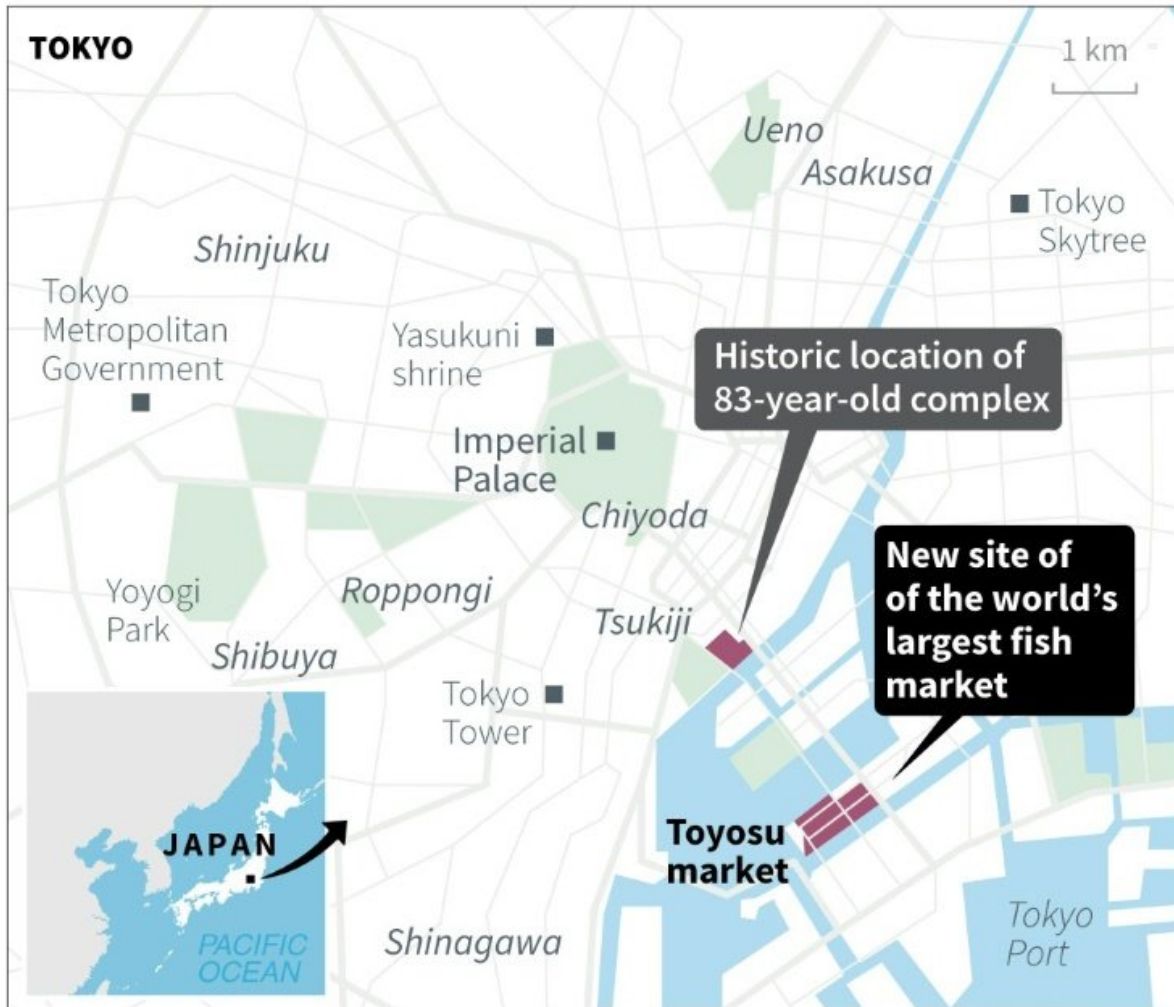 TOKYO
1 km
Ueno
Asakusa
Tokyo
Skytree
Shinjuku
Tokyo
Metropolitan
Government
Yasukuni
shrine
Historic location of
83-year-old complex
Imperial
Palace
Chiyoda
New site of
of the world's
largest fish
market
Yoyogi
Park
Roppongi
Tsukiji
Shibuya
Tokyo
Tower
JAPAN
PACIFIC
OCEAN
Toyosu
market
Shinagawa
Tokyo
Port